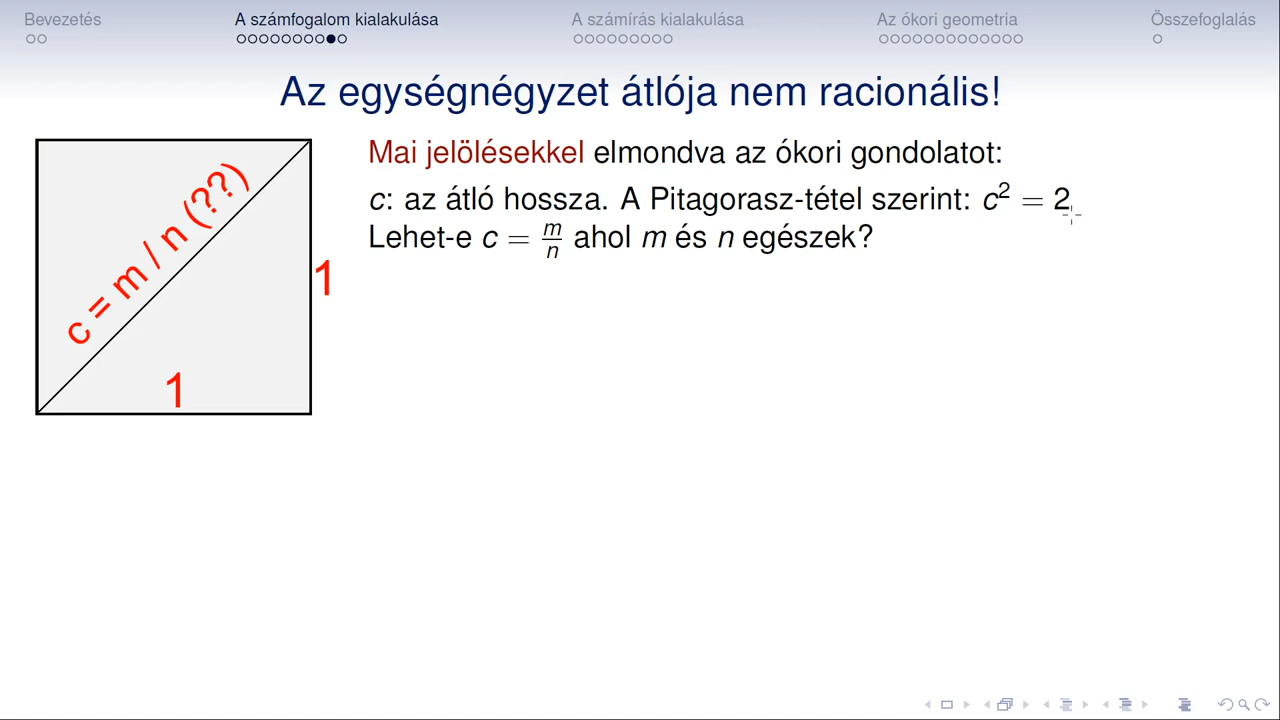 Bevezetés
A számfogalom kialakulása
A számírás kialakulása
Az ókori geometria
Összefoglalás
Az egységnégyzet átlója nem racionális!
c = m / n (??)
1
1
Mai jelölésekkel elmondva az ókori gondolatot:
c: az átló hossza. A Pitagorasz-tétel szerint: c² = 2
Lehet-e c = m/n ahol m és n egészek?